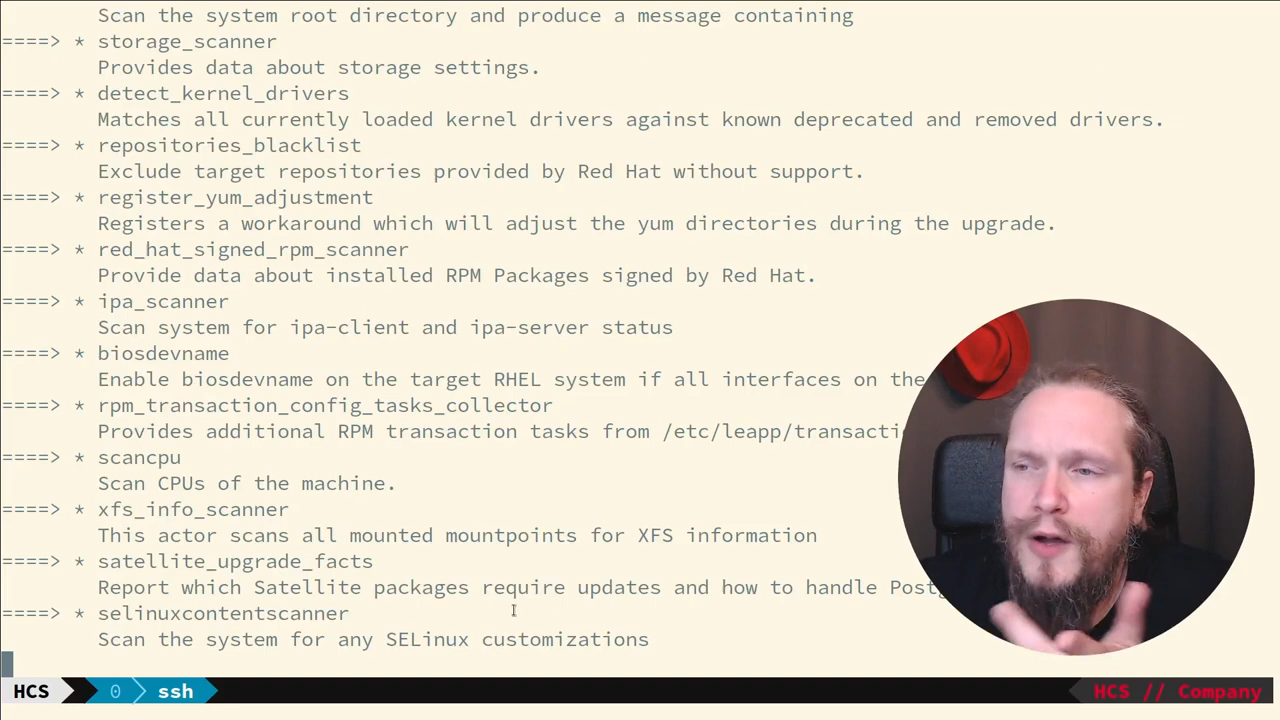 Scan the system root directory and produce a message containing
====> * storage_scanner
Provides data about storage settings.
====> * detect_kernel_drivers
Matches all currently loaded kernel drivers against known deprecated and removed drivers.
====> * repositories_blacklist
Exclude target repositories provided by Red Hat without support.
====> * register_yum_adjustment
Registers a workaround which will adjust the yum directories during the upgrade.
====> * red_hat_signed_rpm_scanner
Provide data about installed RPM Packages signed by Red Hat.
====> * ipa_scanner
Scan system for ipa-client and ipa-server status
====> * biosdevname
Enable biosdevname on the target RHEL system if all interfaces on the
====> * rpm_transaction_config_tasks_collector
Provides additional RPM transaction tasks from /etc/leapp/transacti
====> * scancpu
Scan CPUs of the machine.
====> * xfs_info_scanner
This actor scans all mounted mountpoints for XFS information
====> * satellite_upgrade_facts
Report which Satellite packages require updates and how to handle Postg
====> * selinuxcontentscanner
Scan the system for any SELinux customizations
HCS 0 ssh HCS // Company